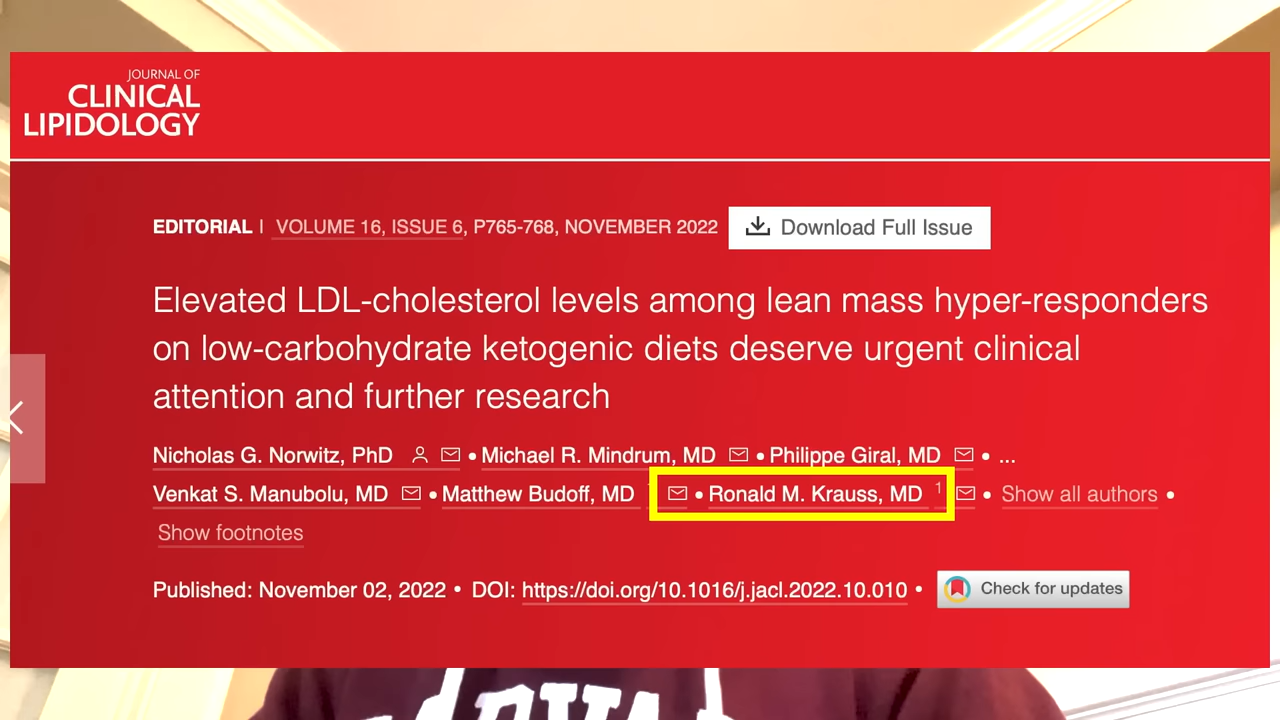 JOURNAL OF
CLINICAL
LIPIDOLOGY
EDITORIAL | VOLUME 16, ISSUE 6, P765-768, NOVEMBER 2022 Download Full Issue
Elevated LDL-cholesterol levels among lean mass hyper-responders
on low-carbohydrate ketogenic diets deserve urgent clinical
attention and further research
Nicholas G. Norwitz, PhD • Michael R. Mindrum, MD • Philippe Giral, MD • ...
Venkat S. Manubolu, MD • Matthew Budoff, MD • Ronald M. Krauss, MD 1 • Show all authors •
Show footnotes
Published: November 02, 2022 • DOI: https://doi.org/10.1016/j.jacl.2022.10.010 • Check for updates